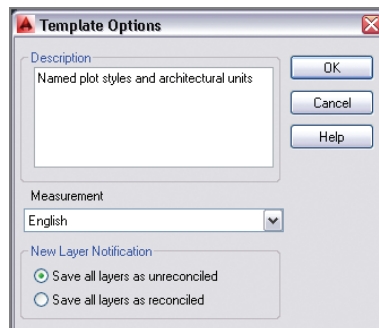 Template Options
Description
Named plot styles and architectural units
OK
Cancel
Help
Measurement
English
New Layer Notification
Save all layers as unreconciled
Save all layers as reconciled